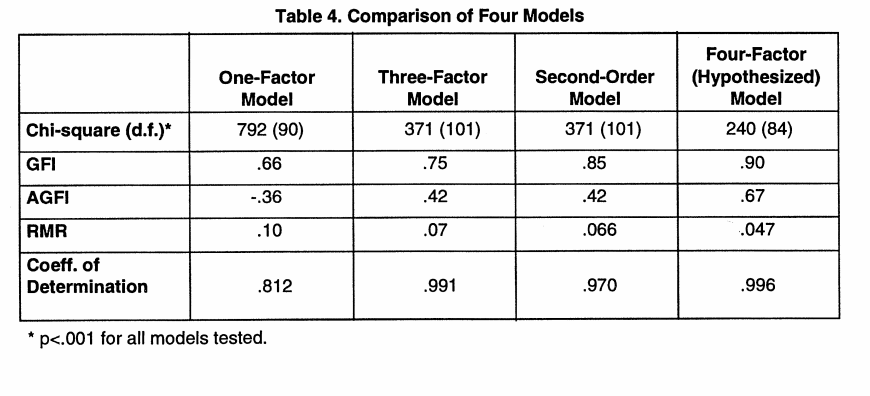 Table 4. Comparison of Four Models
One-Factor Model Three-Factor Model Second-Order Model Four-Factor (Hypothesized) Model
Chi-square (d.f.)* 792 (90) 371 (101) 371 (101) 240 (84)
GFI .66 .75 .85 .90
AGFI -.36 .42 .42 .67
RMR .10 .07 .066 .047
Coeff. of Determination .812 .991 .970 .996
* p<.001 for all models tested.